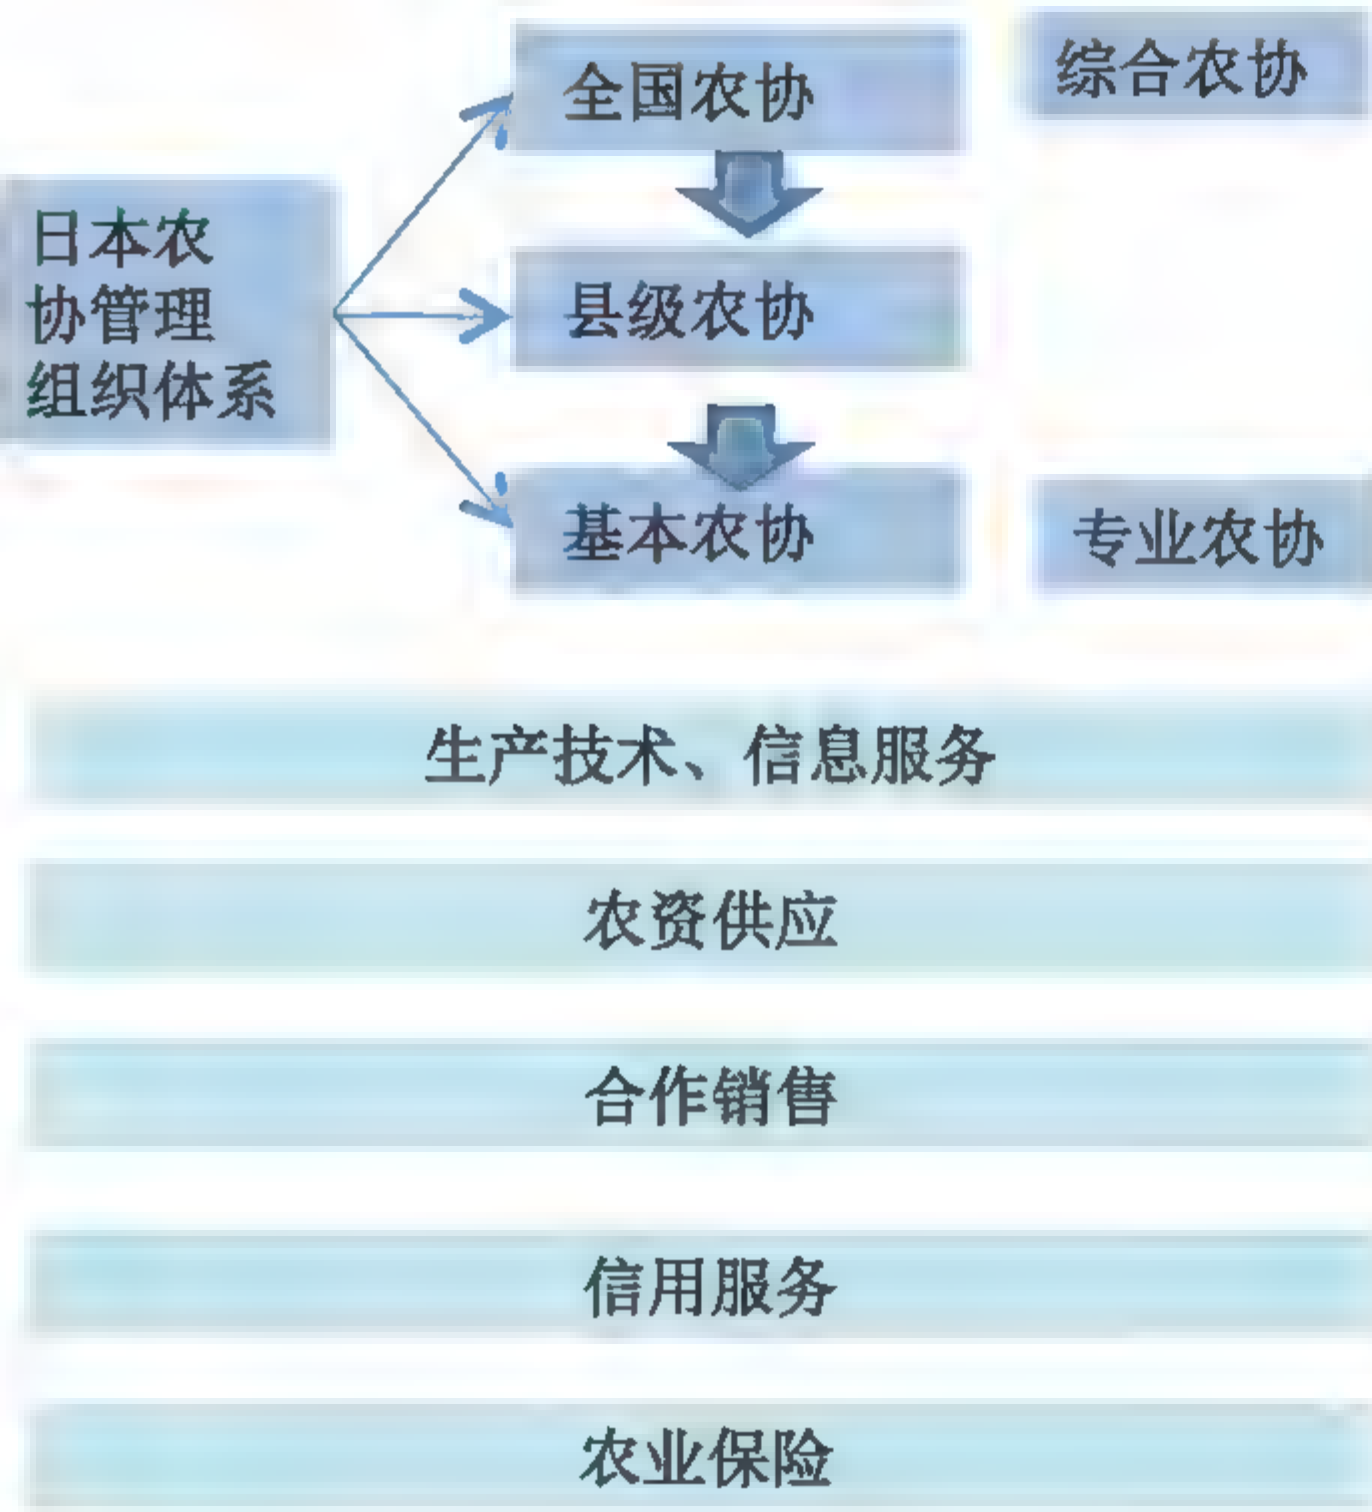 全国农协
综合农协
日本农
协管理
组织体系
县级农协
基本农协
专业农协
生产技术、信息服务
农资供应
合作销售
信用服务
农业保险